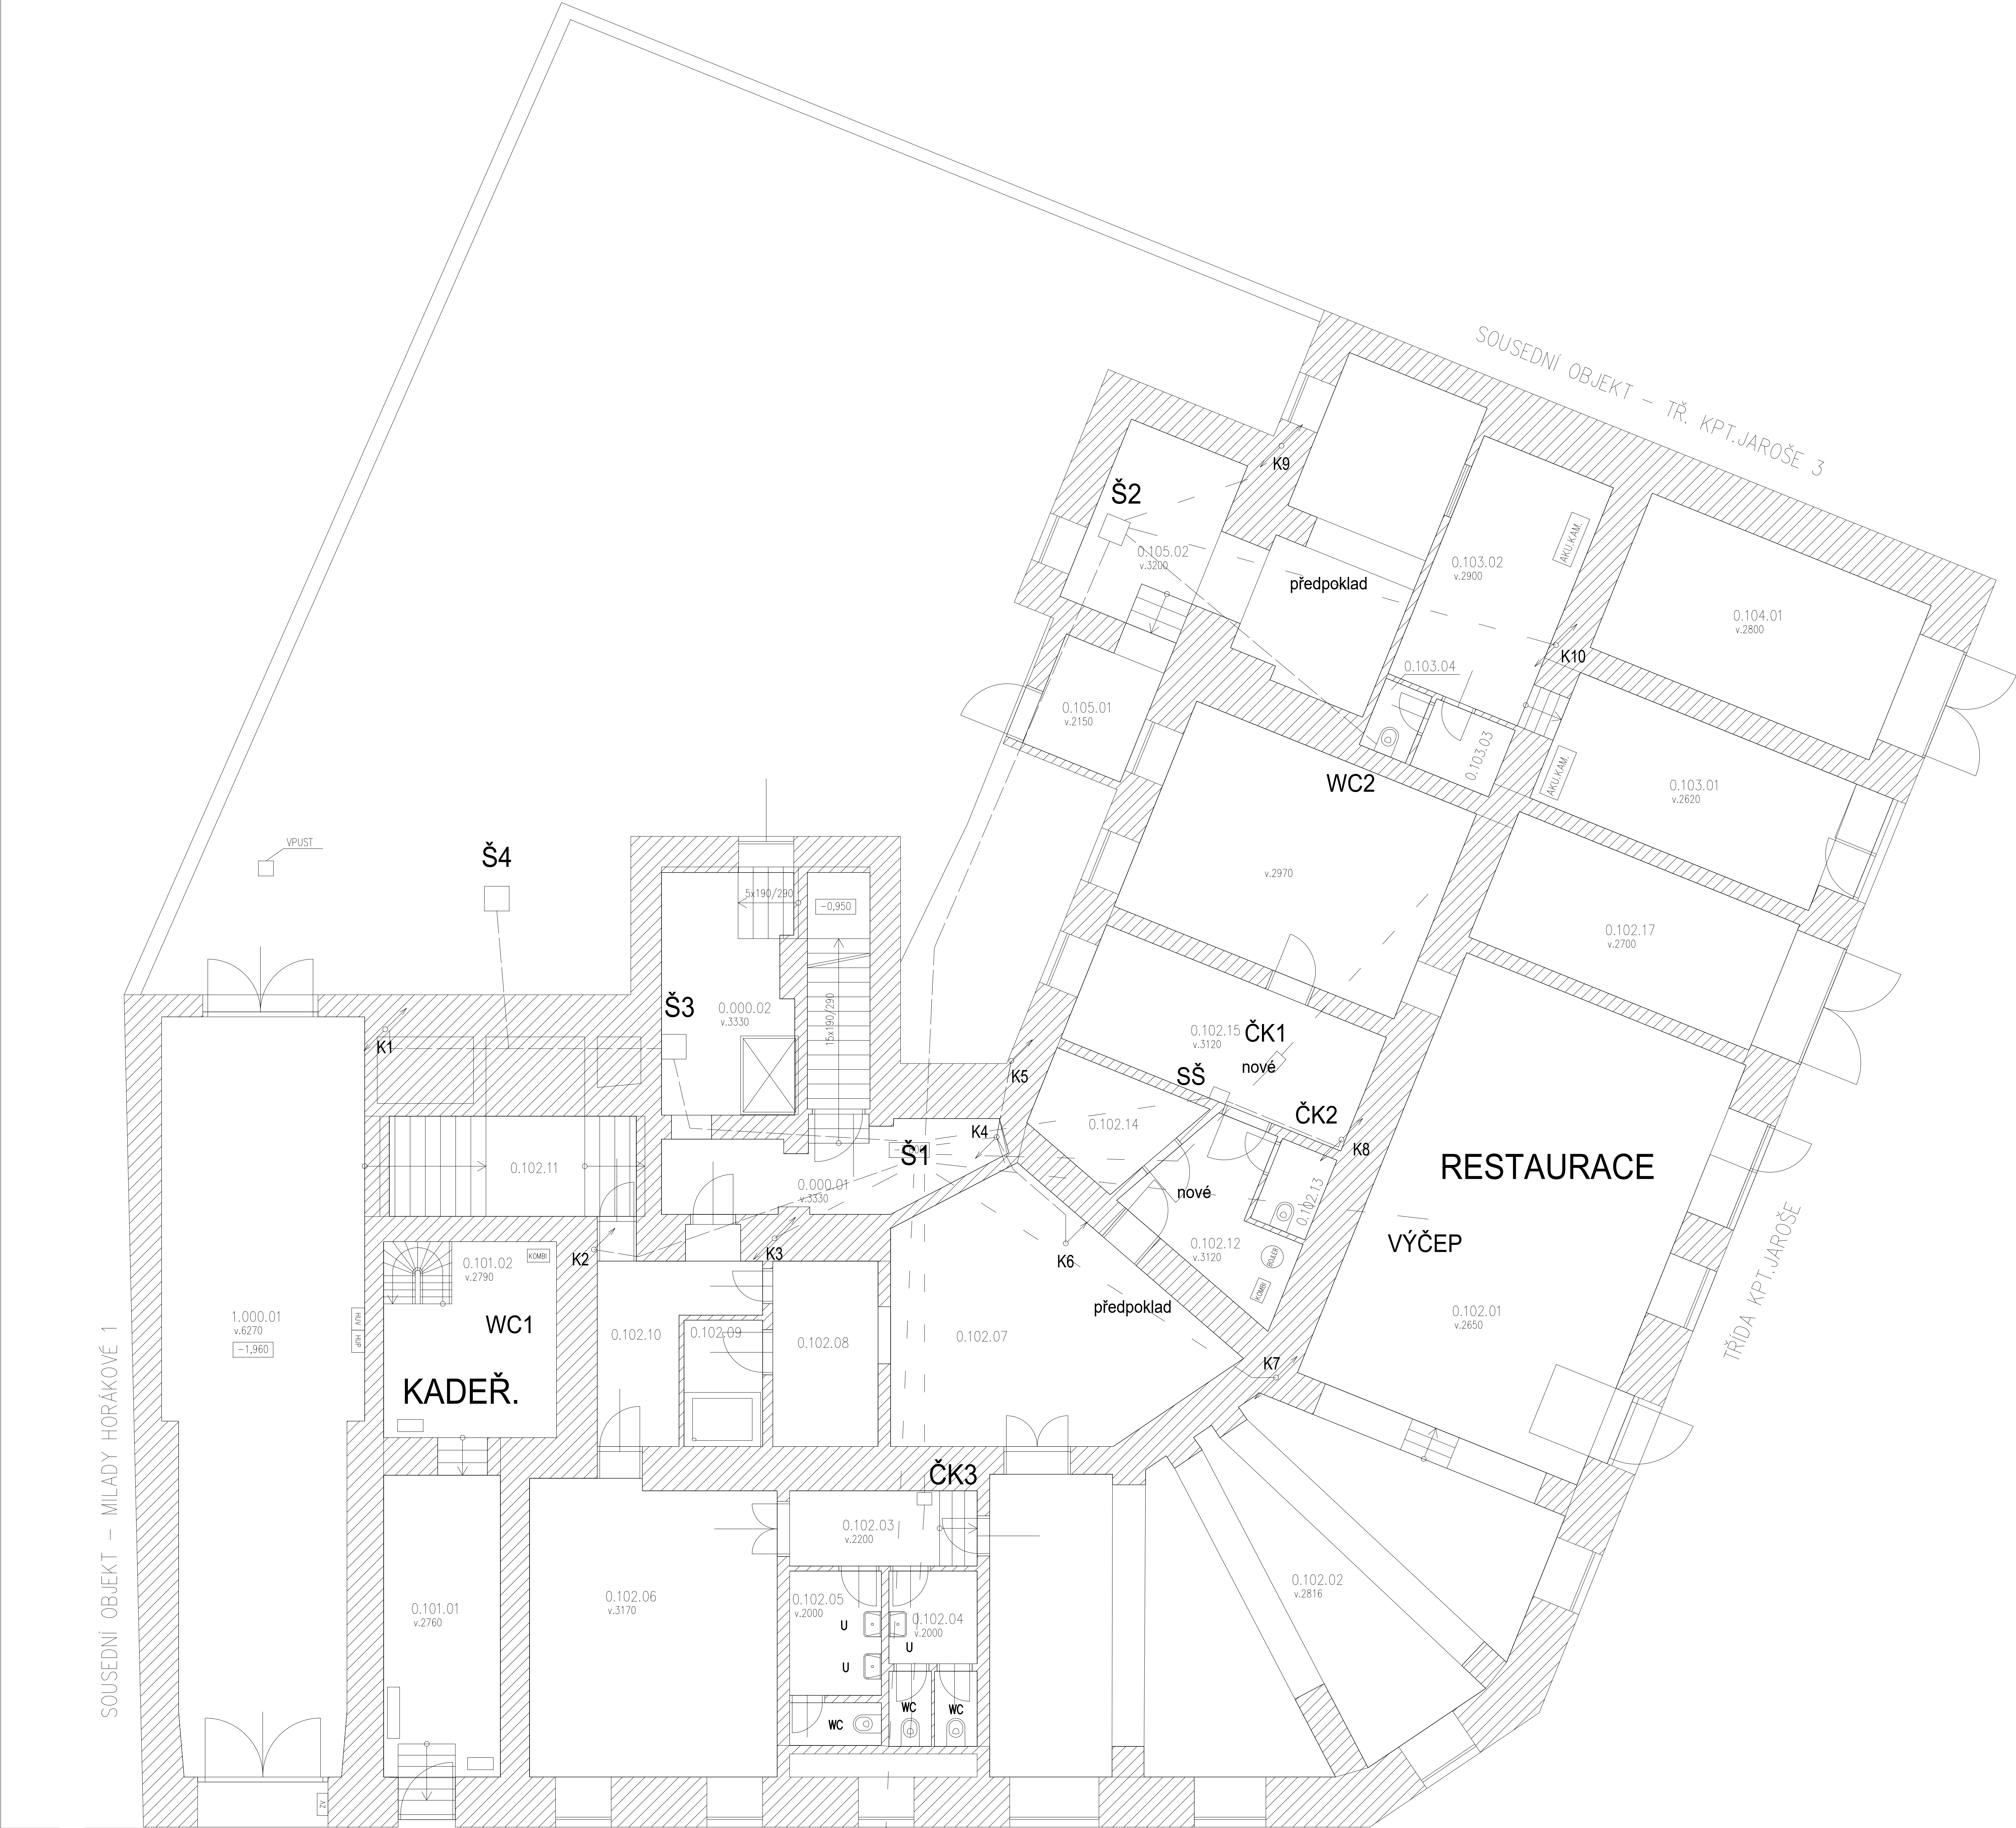 SOUSEDNÍ OBJEKT - TŘ. KPT.JAROŠE 3
K9
Š2
0.105.02
v.3200
AKU.KAM.
0.103.02
v.2900
předpoklad
0.104.01
v.2800
K10
0.103.04
0.105.01
v.2150
0.103.03
WC2
AKU.KAM.
0.103.01
v.2620
VPUST
Š4
v.2970
5x190/290
-0,950
0.102.17
v.2700
Š3
0.000.02
v.3330
15x190/290
0.102.15
v.3120
ČK1
nové
K1
K5
SŠ
ČK2
0.102.14
K4
Š1
K8
0.102.11
RESTAURACE
0.000.01
v.3330
nové
0.102.13
K2
K3
K6
0.102.12
v.3120
BOJLER
KOMBI
VÝČEP
TŘÍDA KPT.JAROŠE
KOMBI
0.101.02
v.2790
1.000.01
v.6270
-1,960
HUV
HUP
WC1
0.102.10
0.102.09
0.102.08
0.102.07
předpoklad
0.102.01
v.2650
K7
KADEŘ.
SOUSEDNÍ OBJEKT - MILADY HORÁKOVÉ 1
ČK3
0.102.03
v.2200
0.102.06
v.3170
0.101.01
v.2760
0.102.05
v.2000
0.102.04
v.2000
0.102.02
v.2816
U
U
U
WC
WC
WC
ZV